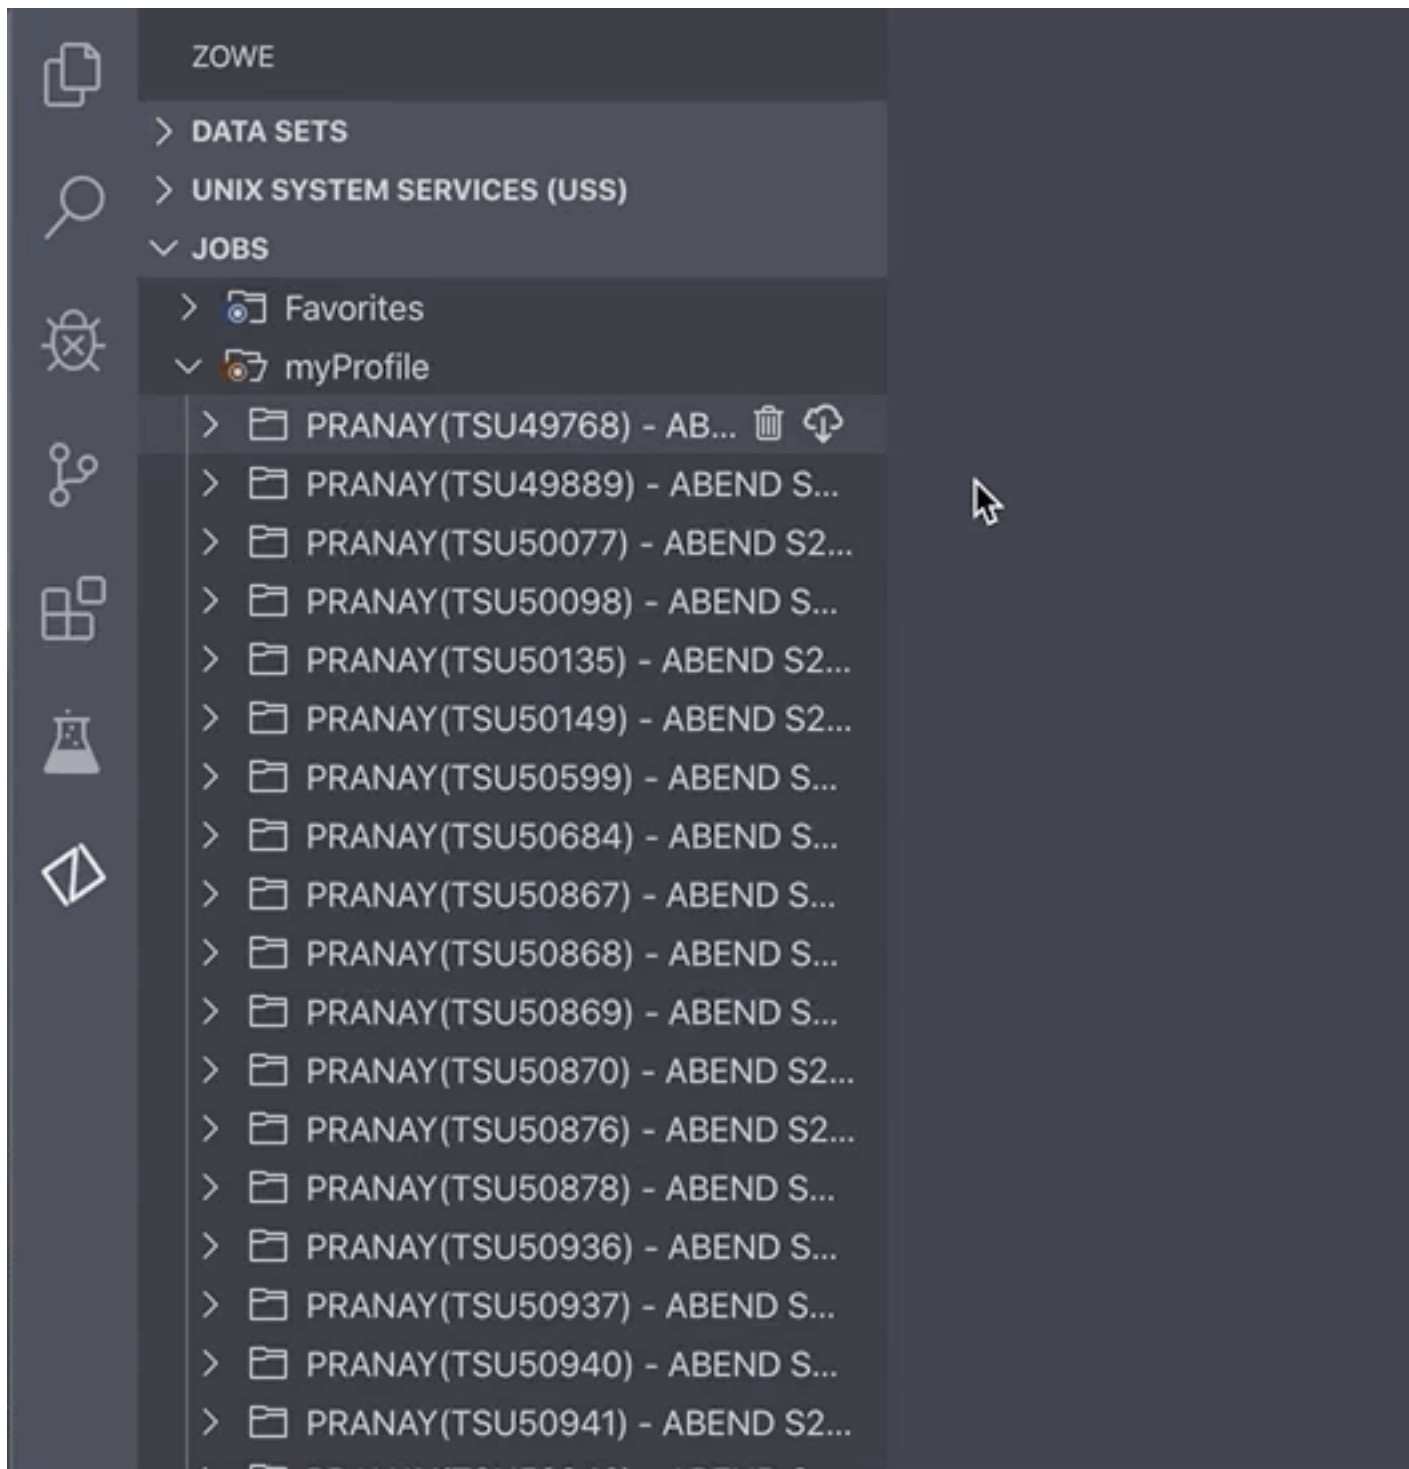 ZOWE
DATA SETS
UNIX SYSTEM SERVICES (USS)
JOBS
Favorites
myProfile
PRANAY(TSU49768) - AB...
PRANAY(TSU49889) - ABEND S...
PRANAY(TSU50077) - ABEND S2...
PRANAY(TSU50098) - ABEND S...
PRANAY(TSU50135) - ABEND S2...
PRANAY(TSU50149) - ABEND S2...
PRANAY(TSU50599) - ABEND S...
PRANAY(TSU50684) - ABEND S...
PRANAY(TSU50867) - ABEND S...
PRANAY(TSU50868) - ABEND S...
PRANAY(TSU50869) - ABEND S...
PRANAY(TSU50870) - ABEND S2...
PRANAY(TSU50876) - ABEND S2...
PRANAY(TSU50878) - ABEND S...
PRANAY(TSU50936) - ABEND S...
PRANAY(TSU50937) - ABEND S...
PRANAY(TSU50940) - ABEND S...
PRANAY(TSU50941) - ABEND S2...